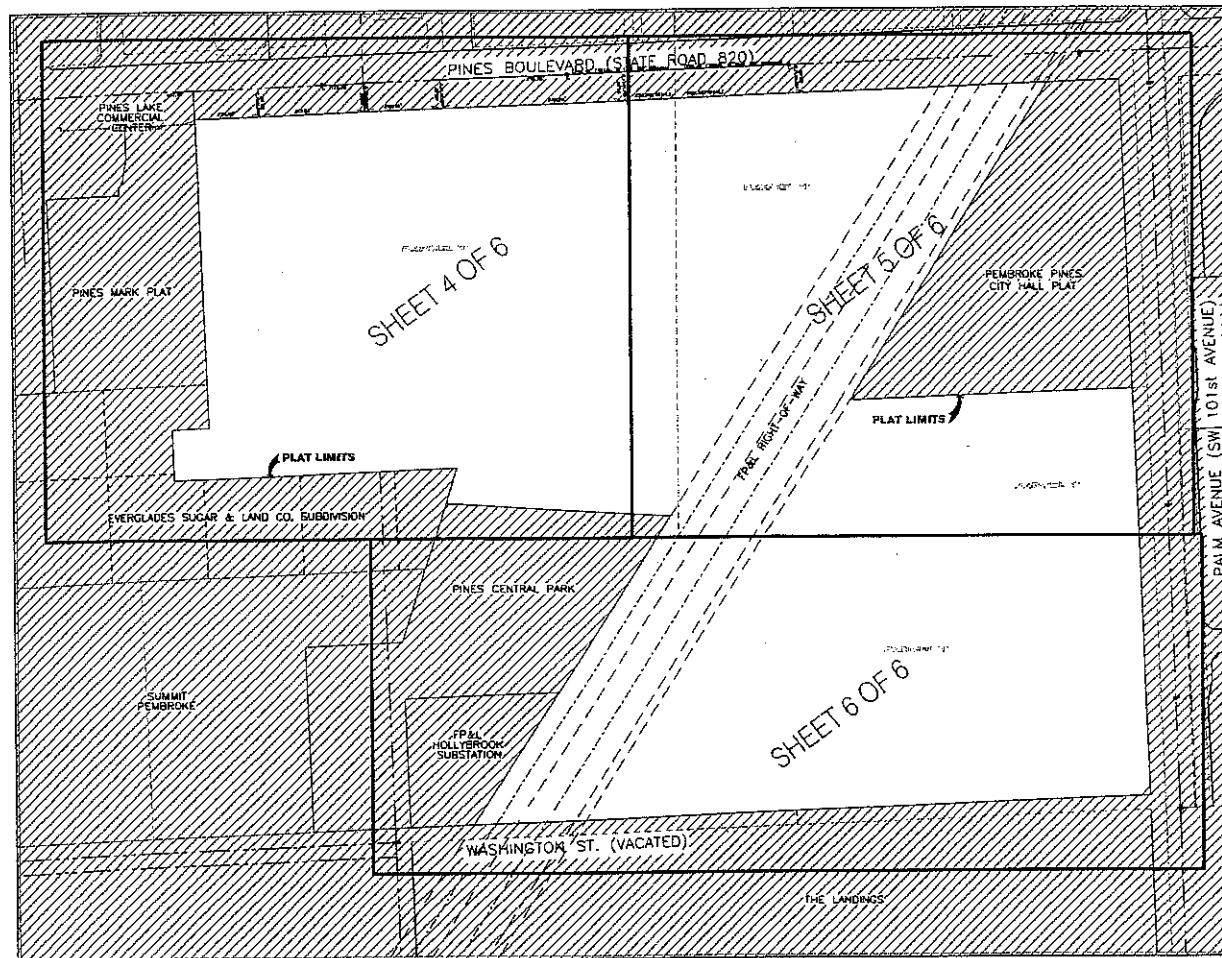 PINES BOULEVARD (STATE ROAD 820)
PINES LAKE
COMMERCIAL
CENTER
SHEET 4 OF 6
SHEET 5 OF 6
PINES MARK PLAT
PEMBROKE PINES
CITY HALL PLAT
PALM AVENUE (SW 101st AVENUE)
FP&L RIGHT-OF-WAY
PLAT LIMITS
PLAT LIMITS
EVERGLADES SUGAR & LAND CO. SUBDIVISION
PINES CENTRAL PARK
SUMMIT
PEMBROKE
FP&L
HOLLYBROOK
SUBSTATION
SHEET 6 OF 6
WASHINGTON ST. (VACATED)
THE LANDINGS